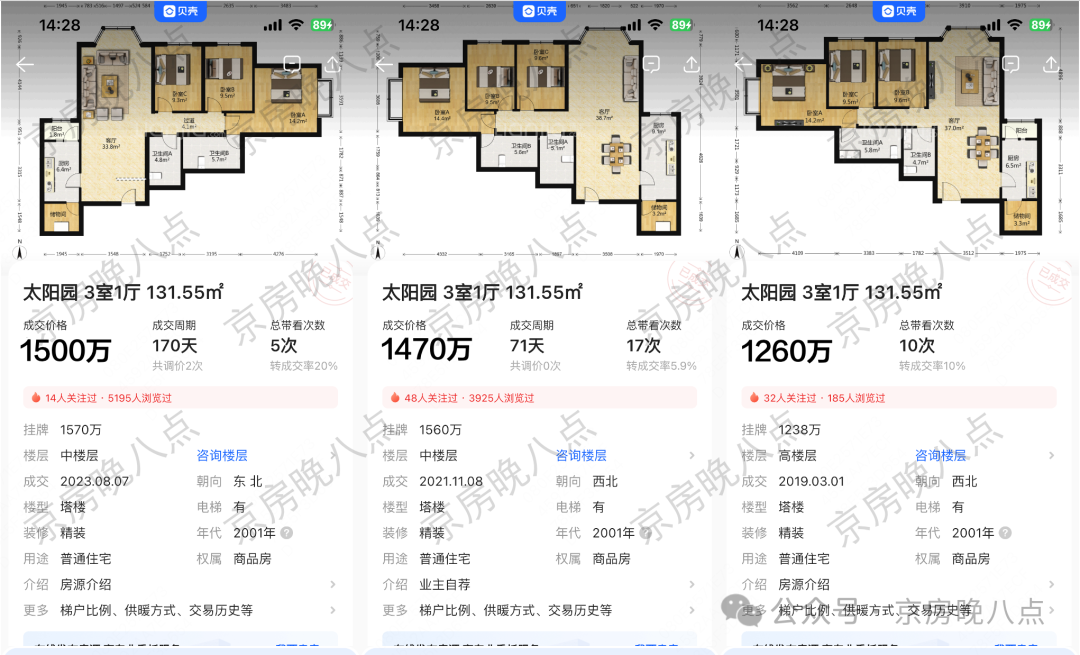 14:28
贝壳
89
卧室C
9.3㎡
卧室B
9.5㎡
卧室A
14.2㎡
过道
4.1㎡
阳台
1.8㎡
客厅
33.8㎡
厨房
6.4㎡
卫生间A
4.8㎡
卫生间B
5.7㎡
储物间
N
太阳园 3室1厅 131.55㎡
已成交
成交价格
成交周期
总带看次数
1500万
170天
5次
共调价2次
转成交率20%
14人关注过 · 5195人浏览过
挂牌 1570万
楼层 中楼层 咨询楼层
成交 2023.08.07 朝向 东 北
楼型 塔楼 电梯 有
装修 精装 年代 2001年
用途 普通住宅 权属 商品房
介绍 房源介绍
更多 梯户比例、供暖方式、交易历史等
14:28
贝壳
89
卧室A
14.4㎡
卧室B
9.5㎡
卧室C
9.6㎡
客厅
36.7㎡
卫生间B
5.6㎡
卫生间A
5.1㎡
厨房
9.1㎡
储物间
3.2㎡
N
太阳园 3室1厅 131.55㎡
已成交
成交价格
成交周期
总带看次数
1470万
71天
17次
共调价0次
转成交率5.9%
48人关注过 · 3925人浏览过
挂牌 1560万
楼层 中楼层 咨询楼层
成交 2021.11.08 朝向 西北
楼型 塔楼 电梯 有
装修 精装 年代 2001年
用途 普通住宅 权属 商品房
介绍 业主自荐
更多 梯户比例、供暖方式、交易历史等
14:28
贝壳
89
卧室A
14.2㎡
卧室C
9.5㎡
卧室B
9.6㎡
客厅
37.0㎡
阳台
卫生间A
5.8㎡
卫生间B
4.7㎡
厨房
6.5㎡
储物间
3.3㎡
N
太阳园 3室1厅 131.55㎡
已成交
成交价格
总带看次数
1260万
10次
转成交率10%
32人关注过 · 185人浏览过
挂牌 1238万
楼层 高楼层 咨询楼层
成交 2019.03.01 朝向 西北
楼型 塔楼 电梯 有
装修 精装 年代 2001年
用途 普通住宅 权属 商品房
介绍 房源介绍
更多 梯户比例、供暖方式、交易历史等
京房晚八点
公众号 · 京房晚八点